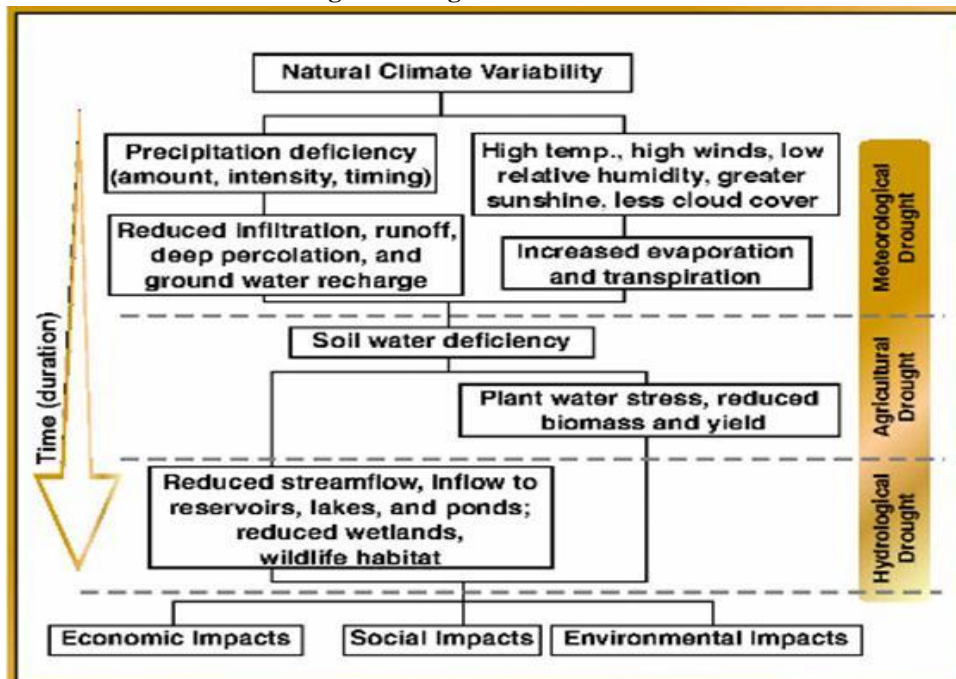 Natural Climate Variability
Precipitation deficiency
(amount, intensity, timing)
High temp., high winds, low
relative humidity, greater
sunshine, less cloud cover
Reduced infiltration, runoff,
deep percolation, and
ground water recharge
Increased evaporation
and transpiration
Meteorological
Drought
Soil water deficiency
Plant water stress, reduced
biomass and yield
Agricultural
Drought
Time (duration)
Reduced streamflow, Inflow to
reservoirs, lakes, and ponds;
reduced wetlands,
wildlife habitat
Hydrological
Drought
Economic Impacts
Social Impacts
Environmental Impacts